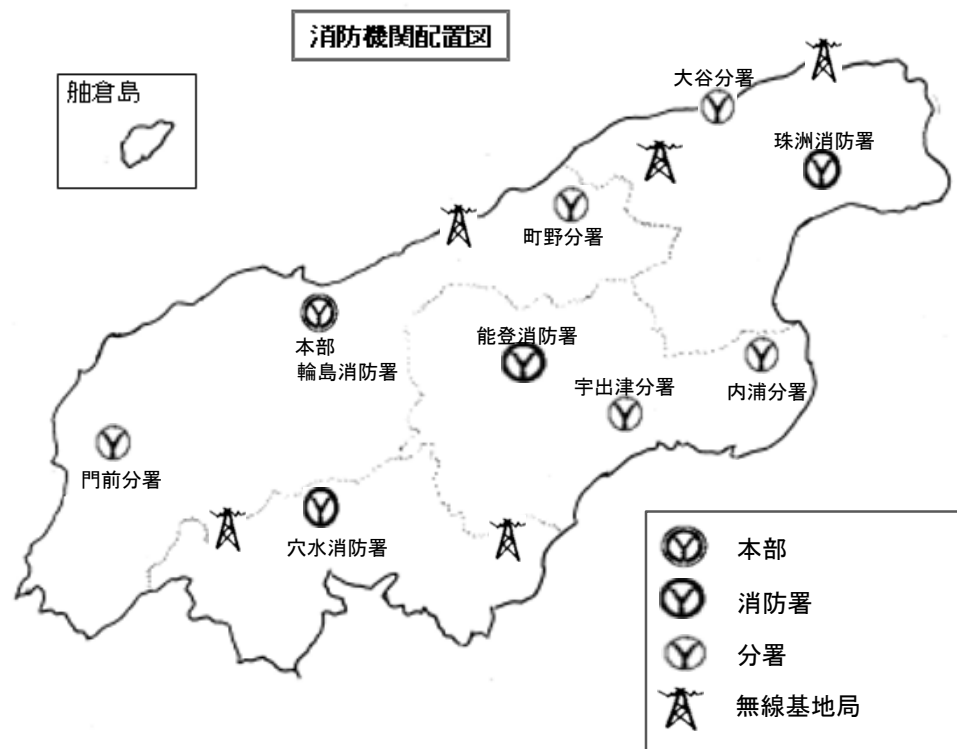 消防機関配置図
舳倉島
大谷分署
珠洲消防署
町野分署
本部
輪島消防署
能登消防署
宇出津分署
内浦分署
門前分署
穴水消防署
本部
消防署
分署
無線基地局